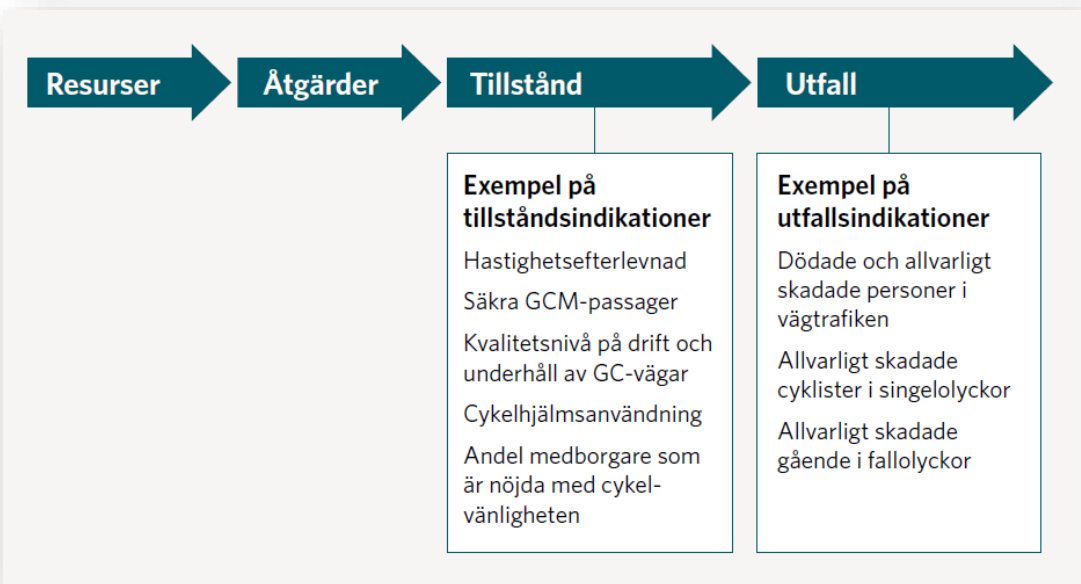 Resurser
Åtgärder
Tillstånd
Utfall
Exempel på
tillståndsindikationer
Hastighetsefterlevnad
Säkra GCM-passager
Kvalitetsnivå på drift och
underhåll av GC-vägar
Cykelhjälmsanvändning
Andel medborgare som
är nöjda med cykel-
vänligheten
Exempel på
utfallsindikationer
Dödade och allvarligt
skadade personer i
vägtrafiken
Allvarligt skadade
cyklister i singelolyckor
Allvarligt skadade
gående i fallolyckor